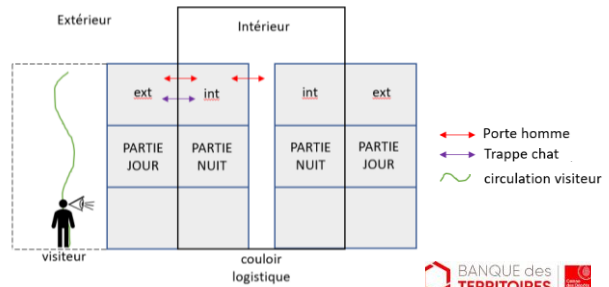 Extérieur
Intérieur
ext
int
int
ext
PARTIE JOUR
PARTIE NUIT
PARTIE NUIT
PARTIE JOUR
Porte homme
Trappe chat
circulation visiteur
visiteur
couloir
logistique
BANQUE des
TERRITOIRES